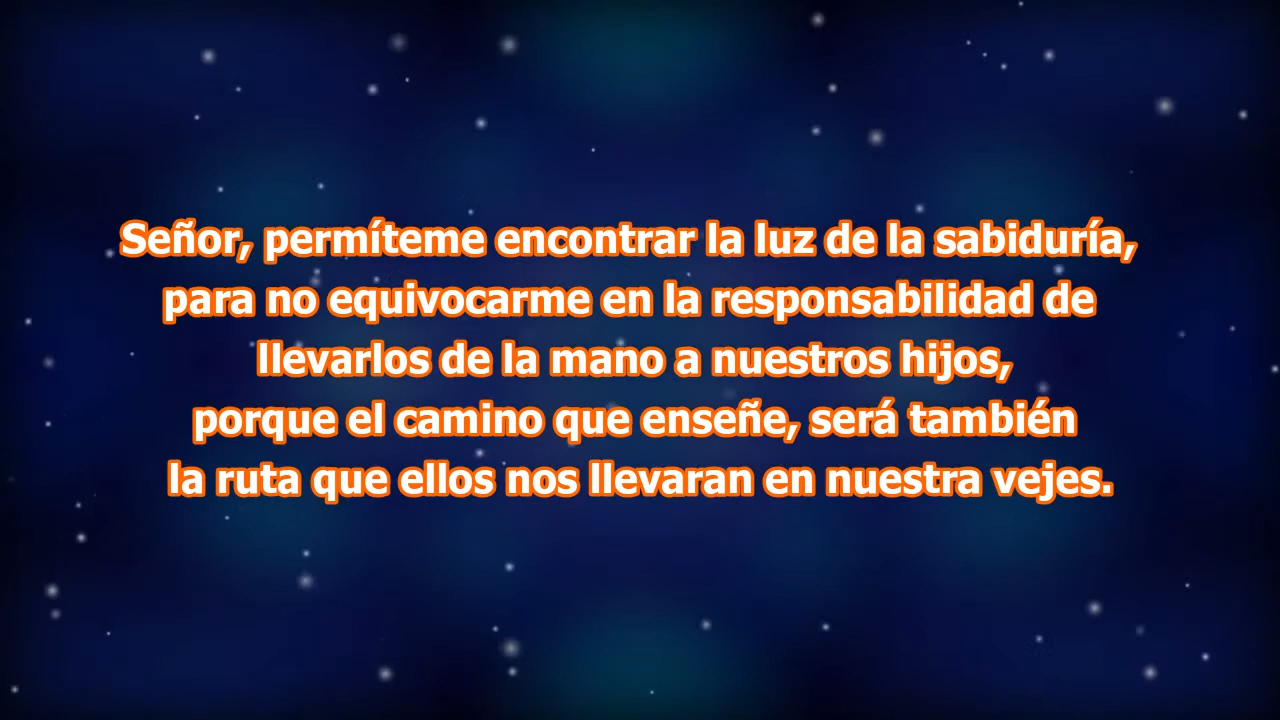 Señor, permíteme encontrar la luz de la sabiduría,
para no equivocarme en la responsabilidad de
llevarlos de la mano a nuestros hijos,
porque el camino que enseñe, será también
la ruta que ellos nos llevaran en nuestra vejes.